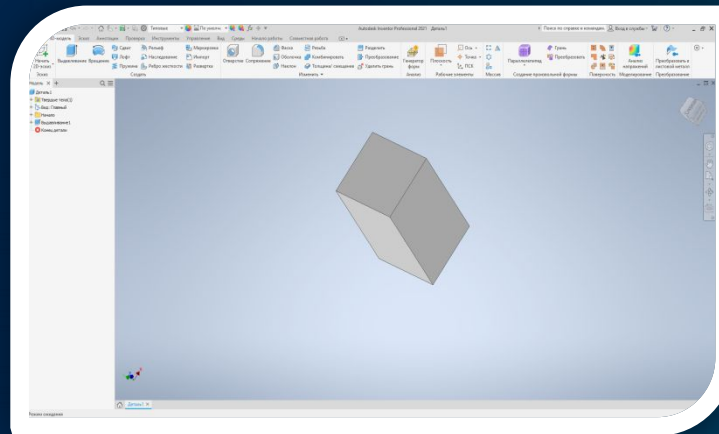 Autodesk Inventor Professional 2021 Деталь1
Поиск по справке и командам
Вход в службы
3D-модель Эскиз Аннотации Проверка Инструменты Управление Вид Среды Начало работы Совместная работа
Начать 2D-эскиз
Выдавливание Вращение
Сдвиг Рельеф Маркировка
Лофт Наследование Импорт
Пружина Ребро жесткости Развертка
Отверстие Сопряжение
Фаска Резьба
Оболочка Комбинировать
Наклон Толщина/ смещение
Разделить
Преобразование
Удалить грань
Генератор форм
Плоскость
Оси
Точка
ПСК
Параллелепипед
Грань
Преобразовать
Анализ напряжений
Преобразовать в листовой металл
Эскиз Создать Изменить Анализ Рабочие элементы Массив Создание произвольной формы Поверхность Моделирование Преобразование
Модель
Деталь1
Твердые тела(1)
Вид: Главный
Начало
Выдавливание1
Конец детали
Деталь1